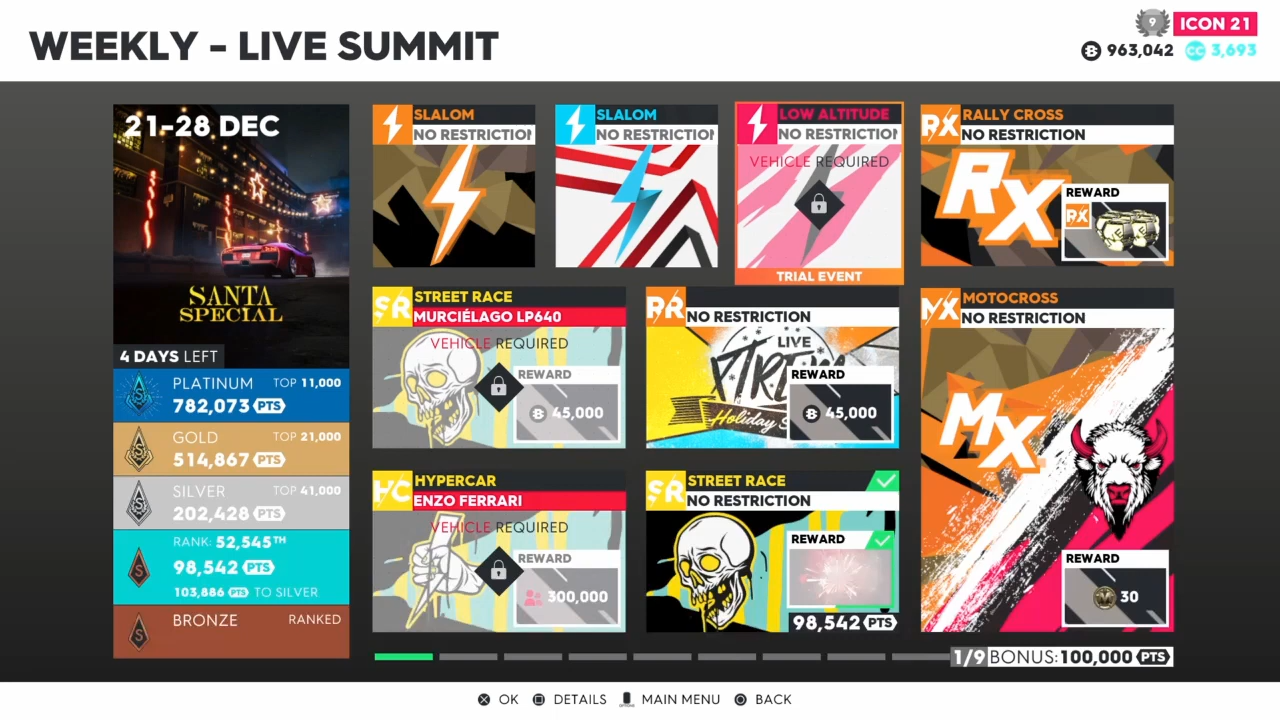 WEEKLY - LIVE SUMMIT
9
ICON 21
963,042
CC 3,693
21-28 DEC
SANTA
SPECIAL
4 DAYS LEFT
PLATINUM TOP 11,000
782,073 PTS
GOLD TOP 21,000
514,867 PTS
SILVER TOP 41,000
202,428 PTS
RANK: 52,545TH
98,542 PTS
103,886 PTS TO SILVER
BRONZE RANKED
SLALOM
NO RESTRICTION
SLALOM
NO RESTRICTION
LOW ALTITUDE
NO RESTRICTION
VEHICLE REQUIRED
TRIAL EVENT
RX RALLY CROSS
NO RESTRICTION
RX
REWARD
RX
SR STREET RACE
MURCIÉLAGO LP640
VEHICLE REQUIRED
REWARD
45,000
NO RESTRICTION
LIVE
XTREME
Holiday
REWARD
45,000
MX MOTOCROSS
NO RESTRICTION
MX
REWARD
30
HC HYPERCAR
ENZO FERRARI
VEHICLE REQUIRED
REWARD
300,000
SR STREET RACE
NO RESTRICTION
REWARD
98,542 PTS
1/9 BONUS: 100,000 PTS
OK DETAILS MAIN MENU BACK